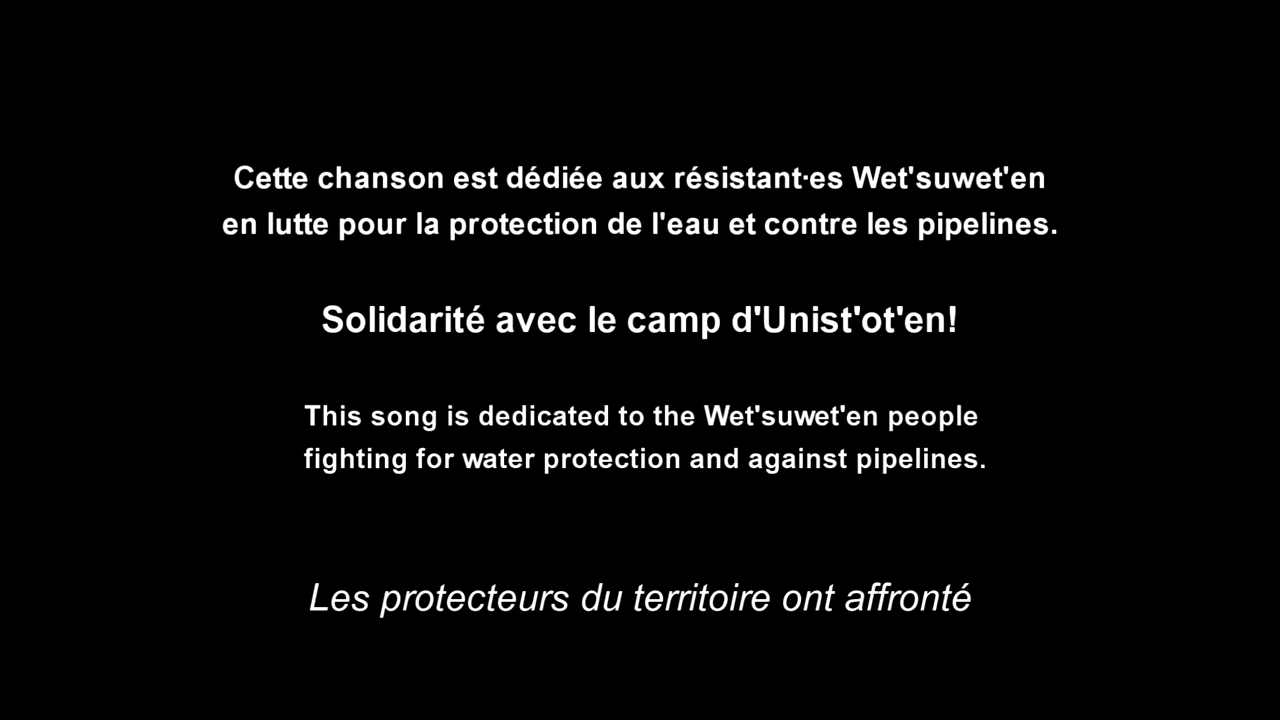 Cette chanson est dédiée aux résistant·es Wet'suwet'en
en lutte pour la protection de l'eau et contre les pipelines.
Solidarité avec le camp d'Unist'ot'en!
This song is dedicated to the Wet'suwet'en people
fighting for water protection and against pipelines.
Les protecteurs du territoire ont affronté